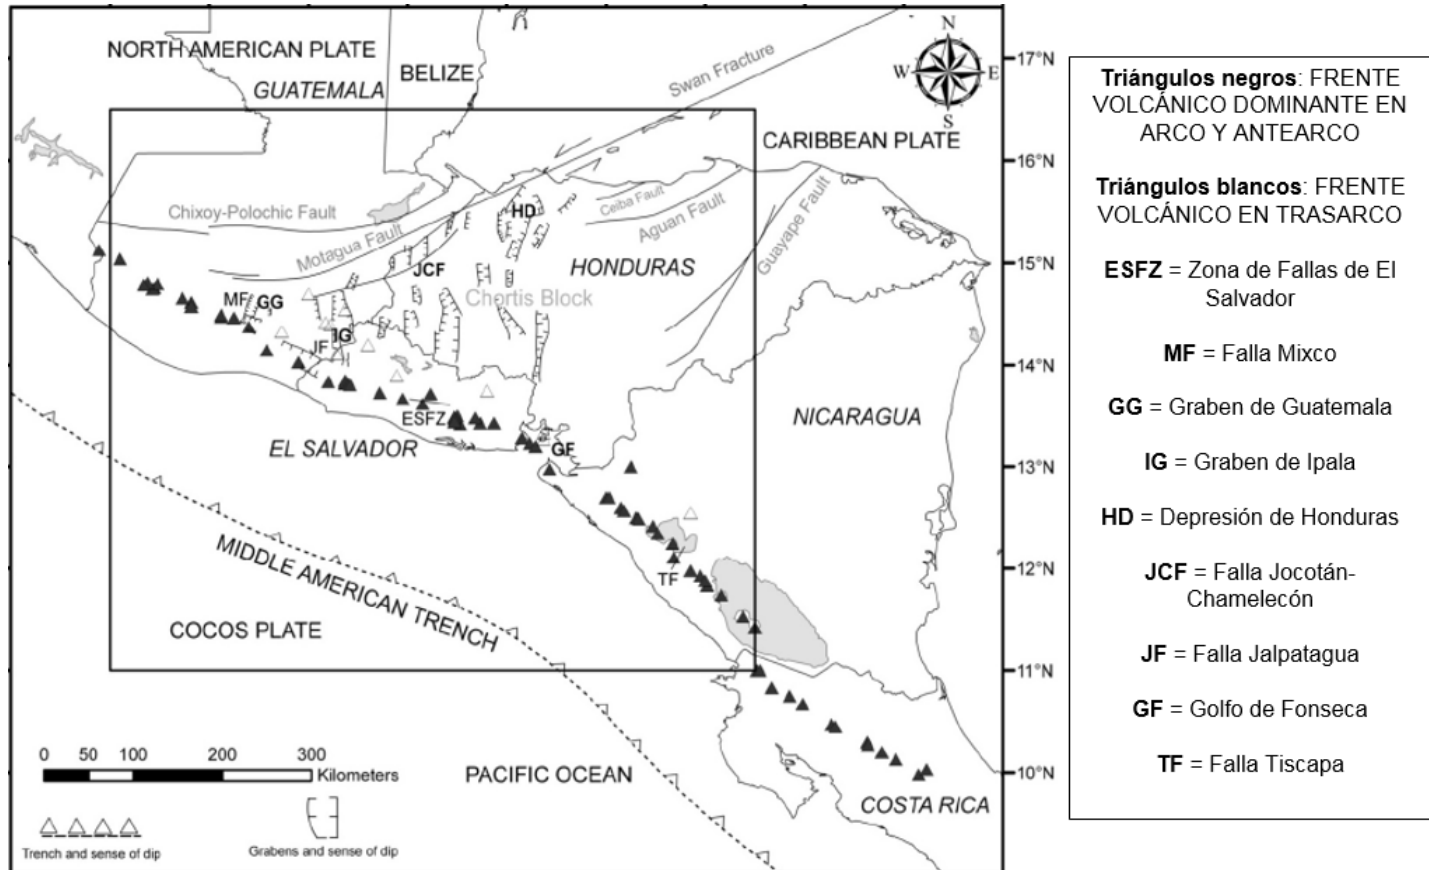 NORTH AMERICAN PLATE
GUATEMALA
BELIZE
Swan Fracture
N
W
E
S
CARIBBEAN PLATE
17°N
16°N
15°N
14°N
13°N
12°N
11°N
10°N
Chixoy-Polochic Fault
Motagua Fault
HD
Ceiba Fault
Aguan Fault
Guayape Fault
JCF
HONDURAS
Chortis Block
MF
GG
IG
JF
ESFZ
EL SALVADOR
GF
NICARAGUA
TF
MIDDLE AMERICAN TRENCH
COCOS PLATE
PACIFIC OCEAN
COSTA RICA
0 50 100 200 300
Kilometers
Trench and sense of dip
Grabens and sense of dip
Triángulos negros: FRENTE
VOLCÁNICO DOMINANTE EN
ARCO Y ANTEARCO
Triángulos blancos: FRENTE
VOLCÁNICO EN TRASARCO
ESFZ = Zona de Fallas de El
Salvador
MF = Falla Mixco
GG = Graben de Guatemala
IG = Graben de Ipala
HD = Depresión de Honduras
JCF = Falla Jocotán-
Chamelecón
JF = Falla Jalpatagua
GF = Golfo de Fonseca
TF = Falla Tiscapa